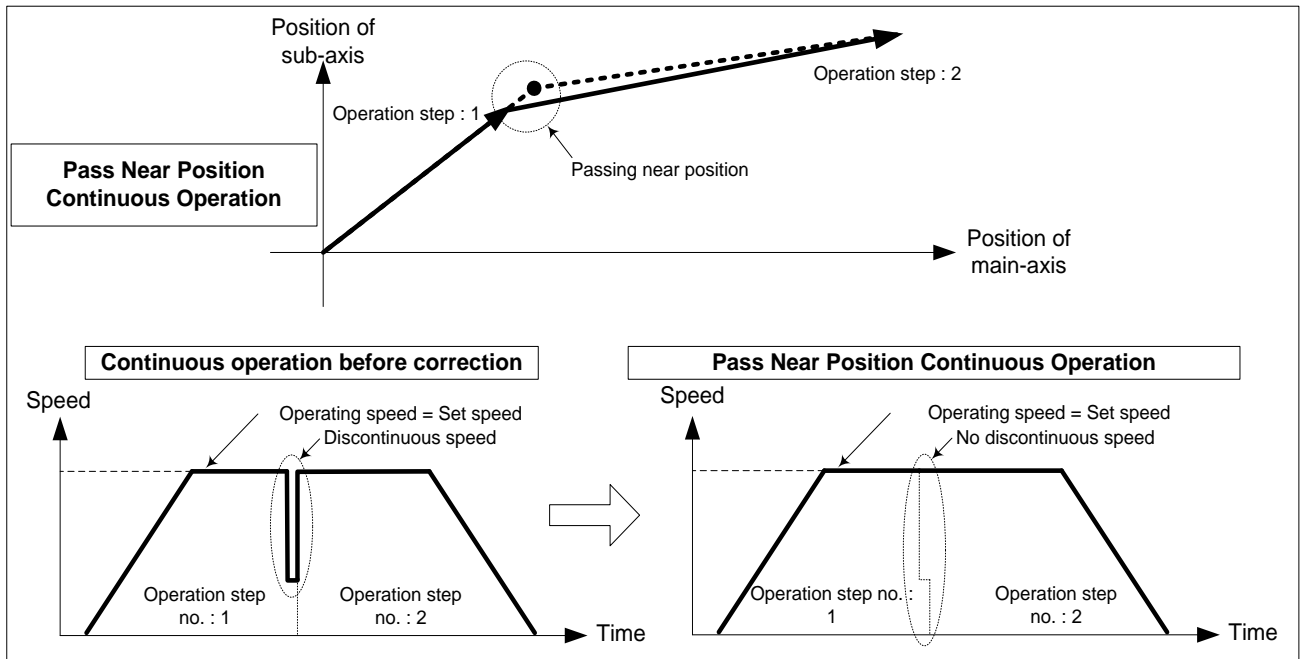 Position of
sub-axis
Operation step : 2
Operation step : 1
Passing near position
Pass Near Position
Continuous Operation
Position of
main-axis
Continuous operation before correction
Speed
Operating speed = Set speed
Discontinuous speed
Operation step
no. : 1
Operation step
no. : 2
Time
Pass Near Position Continuous Operation
Speed
Operating speed = Set speed
No discontinuous speed
Operation step no. :
1
Operation step
no. : 2
Time